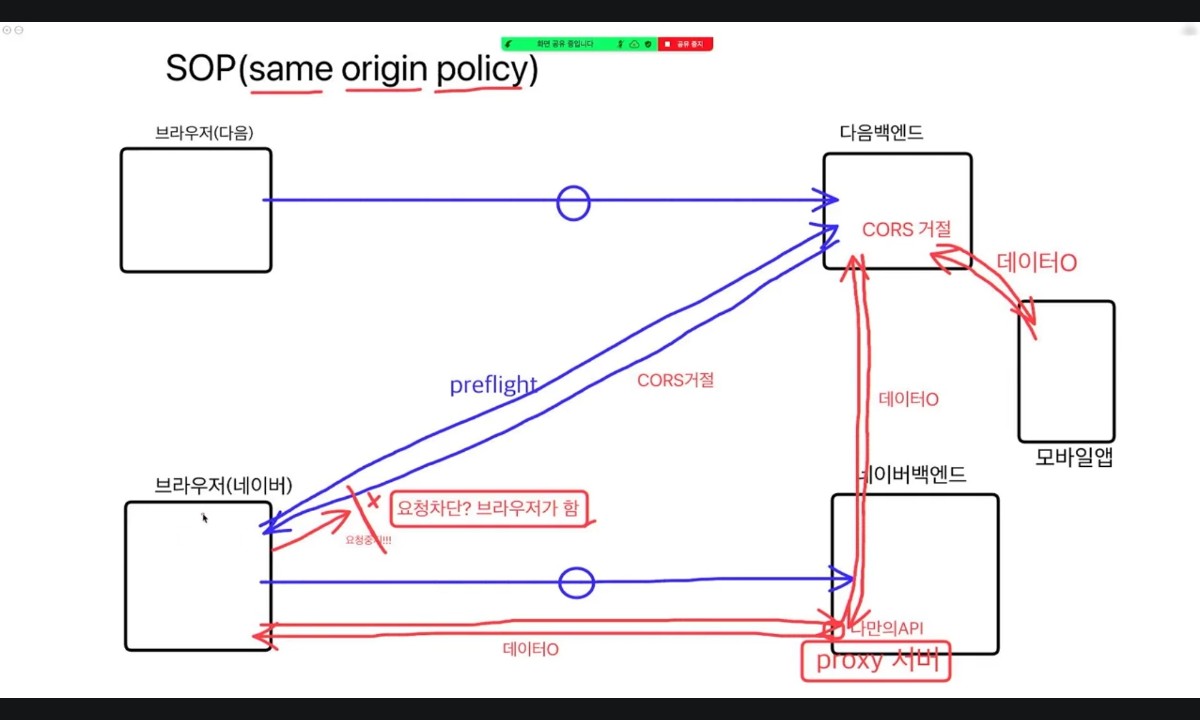 화면 공유 중입니다
공유 중지
SOP(same origin policy)
브라우저(다음)
다음백엔드
CORS 거절
데이터O
모바일앱
preflight
CORS거절
데이터O
브라우저(네이버)
네이버백엔드
요청차단? 브라우저가 함
데이터O
나만의API
proxy 서버